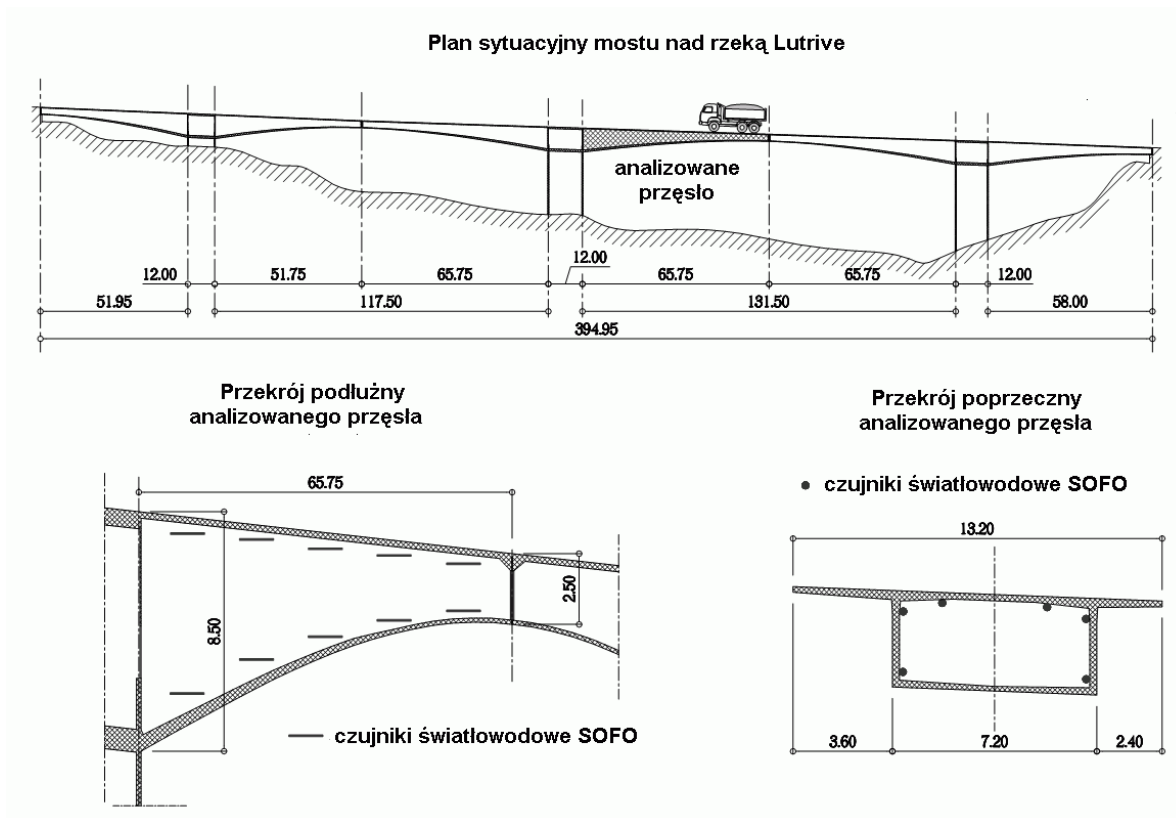 Plan sytuacyjny mostu nad rzeką Lutrive
analizowane
przęsło
12.00
12.00 51.75 65.75 65.75 65.75 12.00
51.95 117.50 131.50 58.00
394.95
Przekrój podłużny
analizowanego przęsła
65.75
8.50
2.50
czujniki światłowodowe SOFO
Przekrój poprzeczny
analizowanego przęsła
czujniki światłowodowe SOFO
13.20
3.60 7.20 2.40